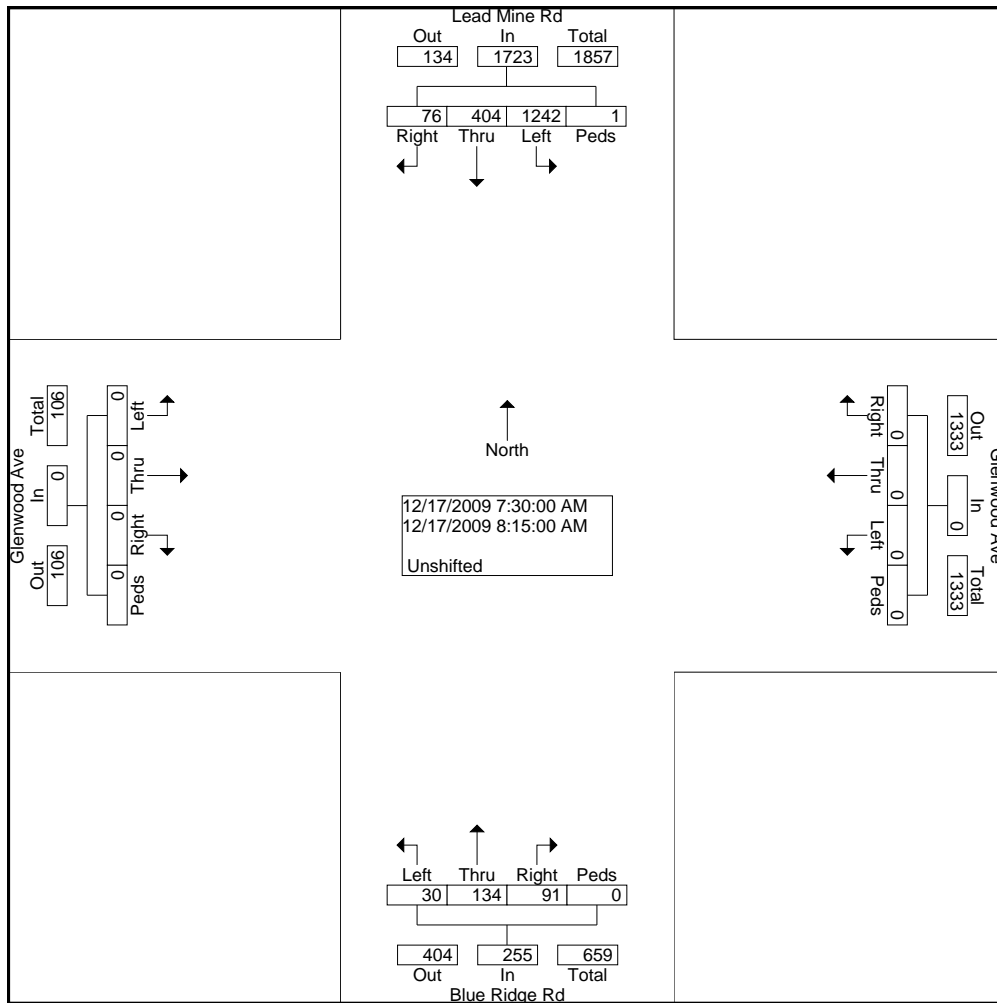 Lead Mine Rd
Out In Total
134 1723 1857
76 404 1242 1
Right Thru Left Peds
Glenwood Ave
Total In Out
106 0 106
0 0 0 0
Left Thru Right Peds
North
12/17/2009 7:30:00 AM
12/17/2009 8:15:00 AM
Unshifted
Right Thru Left Peds
0 0 0 0
Out In Total
1333 0 1333
Glenwood Ave
Left Thru Right Peds
30 134 91 0
404 255 659
Out In Total
Blue Ridge Rd